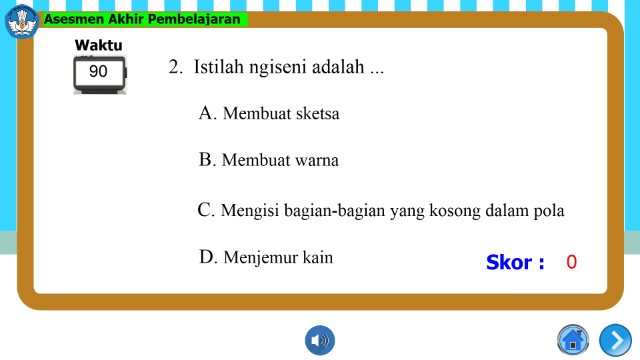 Asesmen Akhir Pembelajaran
Waktu
90
2. Istilah ngiseni adalah ...
A. Membuat sketsa
B. Membuat warna
C. Mengisi bagian-bagian yang kosong dalam pola
D. Menjemur kain
Skor : 0